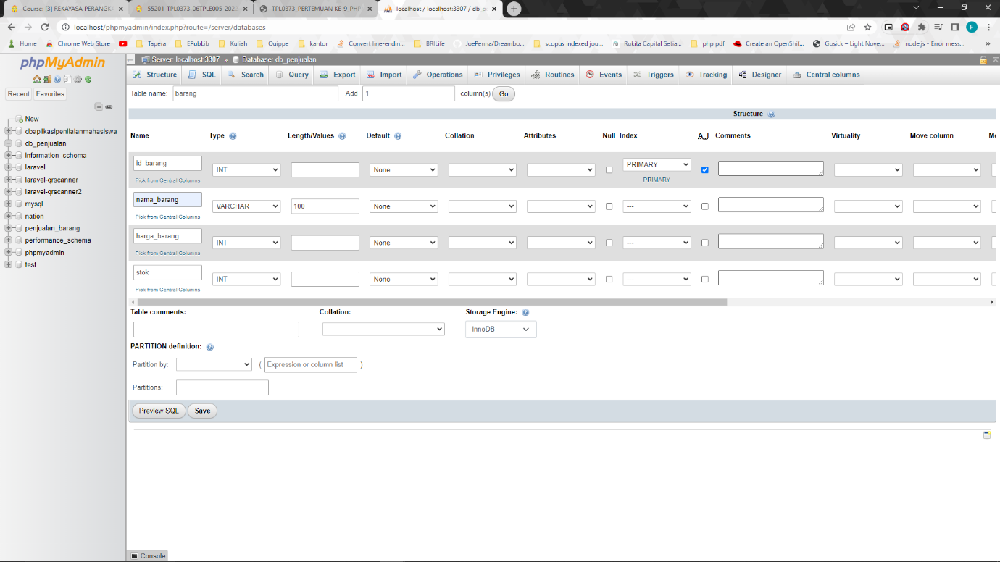 Course: [3] REKAYASA PERANGKA
55201-TPL0373-06TPLE005-2022
TPL0373_PERTEMUAN KE-9_PHP
localhost / localhost:3307 / db_p
localhost/phpmyadmin/index.php?route=/server/databases
F
Home Chrome Web Store Tapera EPubLib Kuliah Quippe kantor Convert line-endin... BRILife JoePenna/Dreambo... scopus indexed jou... Rukita Capital Setia... php pdf Create an OpenShif... Gosick – Light Nove... node.js - Error mess... »
phpMyAdmin
Recent Favorites
New
dbaplikasipenilaianmahasiswa
db_penjualan
information_schema
laravel
laravel-qrscanner
laravel-qrscanner2
mysql
nation
penjualan_barang
performance_schema
phpmyadmin
test
Server: localhost:3307 » Database: db_penjualan
Structure SQL Search Query Export Import Operations Privileges Routines Events Triggers Tracking Designer Central columns
Table name: barang Add 1 column(s) Go
Structure
Name Type Length/Values Default Collation Attributes Null Index A_I Comments Virtuality Move column Me
id_barang INT None PRIMARY
Pick from Central Columns PRIMARY
nama_barang VARCHAR 100 None ---
Pick from Central Columns
harga_barang INT None ---
Pick from Central Columns
stok INT None ---
Pick from Central Columns
Table comments: Collation: Storage Engine:
InnoDB
PARTITION definition:
Partition by: ( Expression or column list )
Partitions:
Preview SQL Save
Console